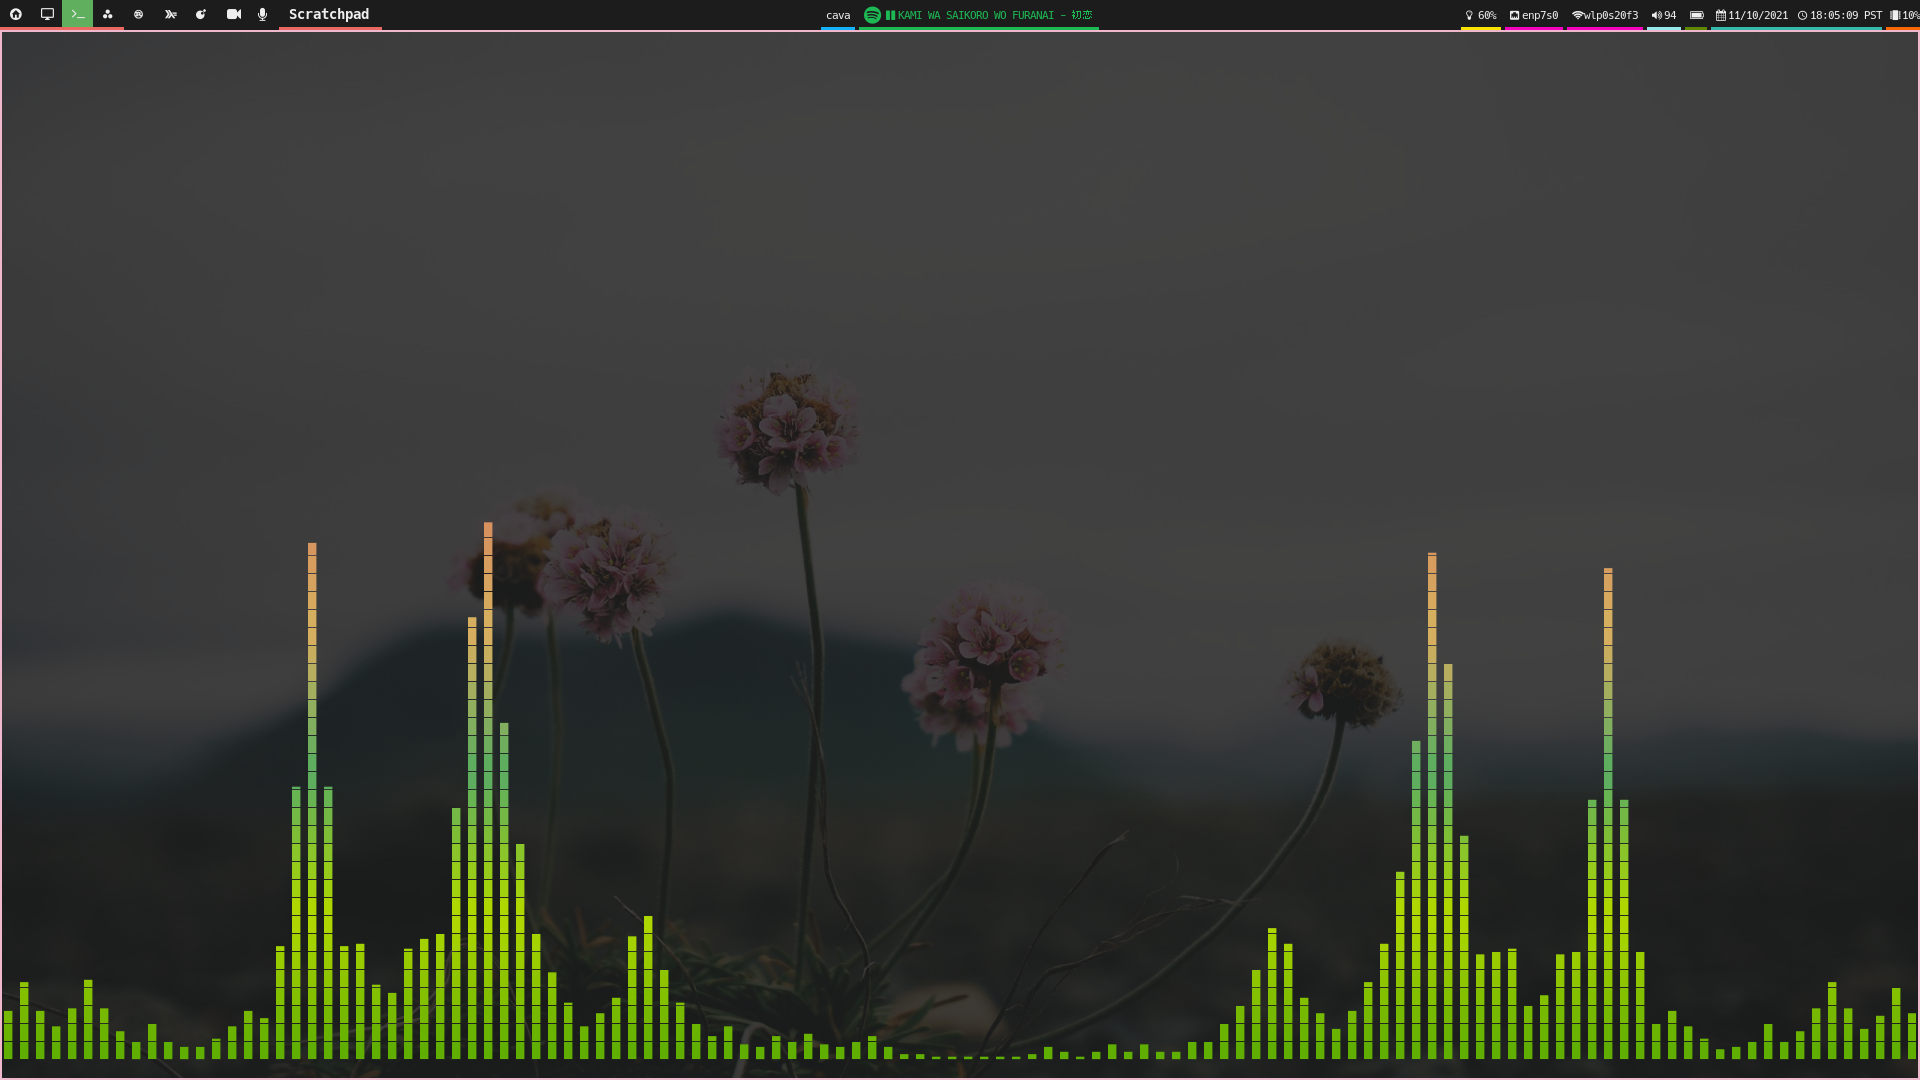 Scratchpad
cava
KAMI WA SAIKORO WO FURANAI - 初恋
60%
enp7s0
wlp0s20f3
94
11/10/2021
18:05:09 PST
10%